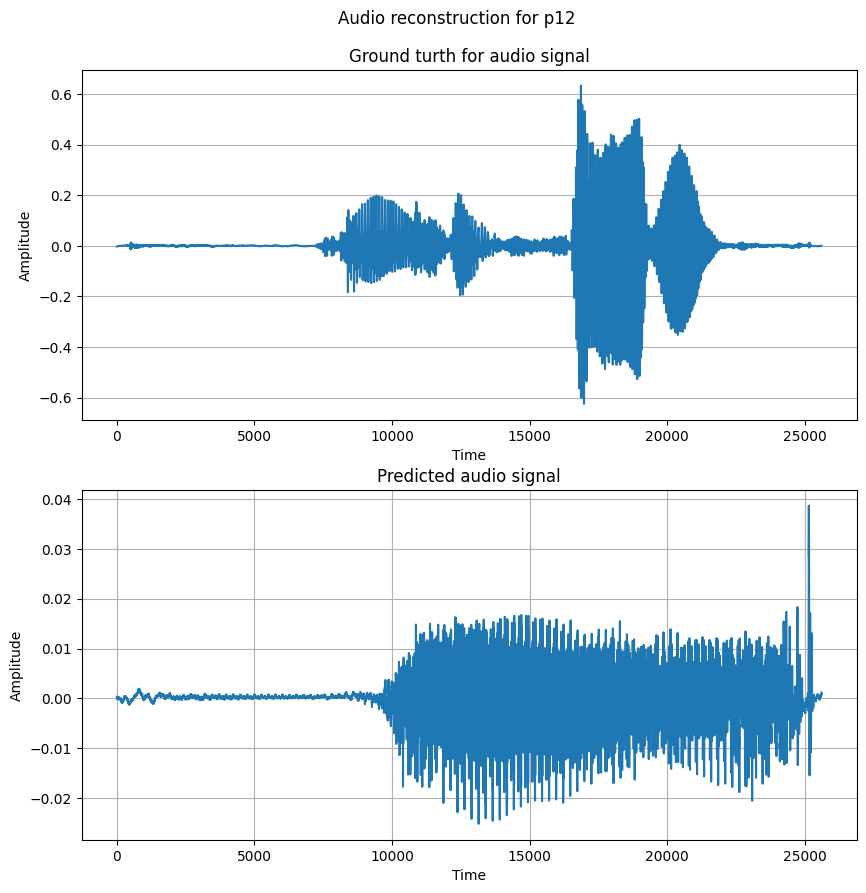 Audio reconstruction for p12
Ground turth for audio signal
0.6
0.4
0.2
0.0
−0.2
−0.4
−0.6
Amplitude
0 5000 10000 15000 20000 25000
Time
Predicted audio signal
0.04
0.03
0.02
0.01
0.00
−0.01
−0.02
Amplitude
0 5000 10000 15000 20000 25000
Time